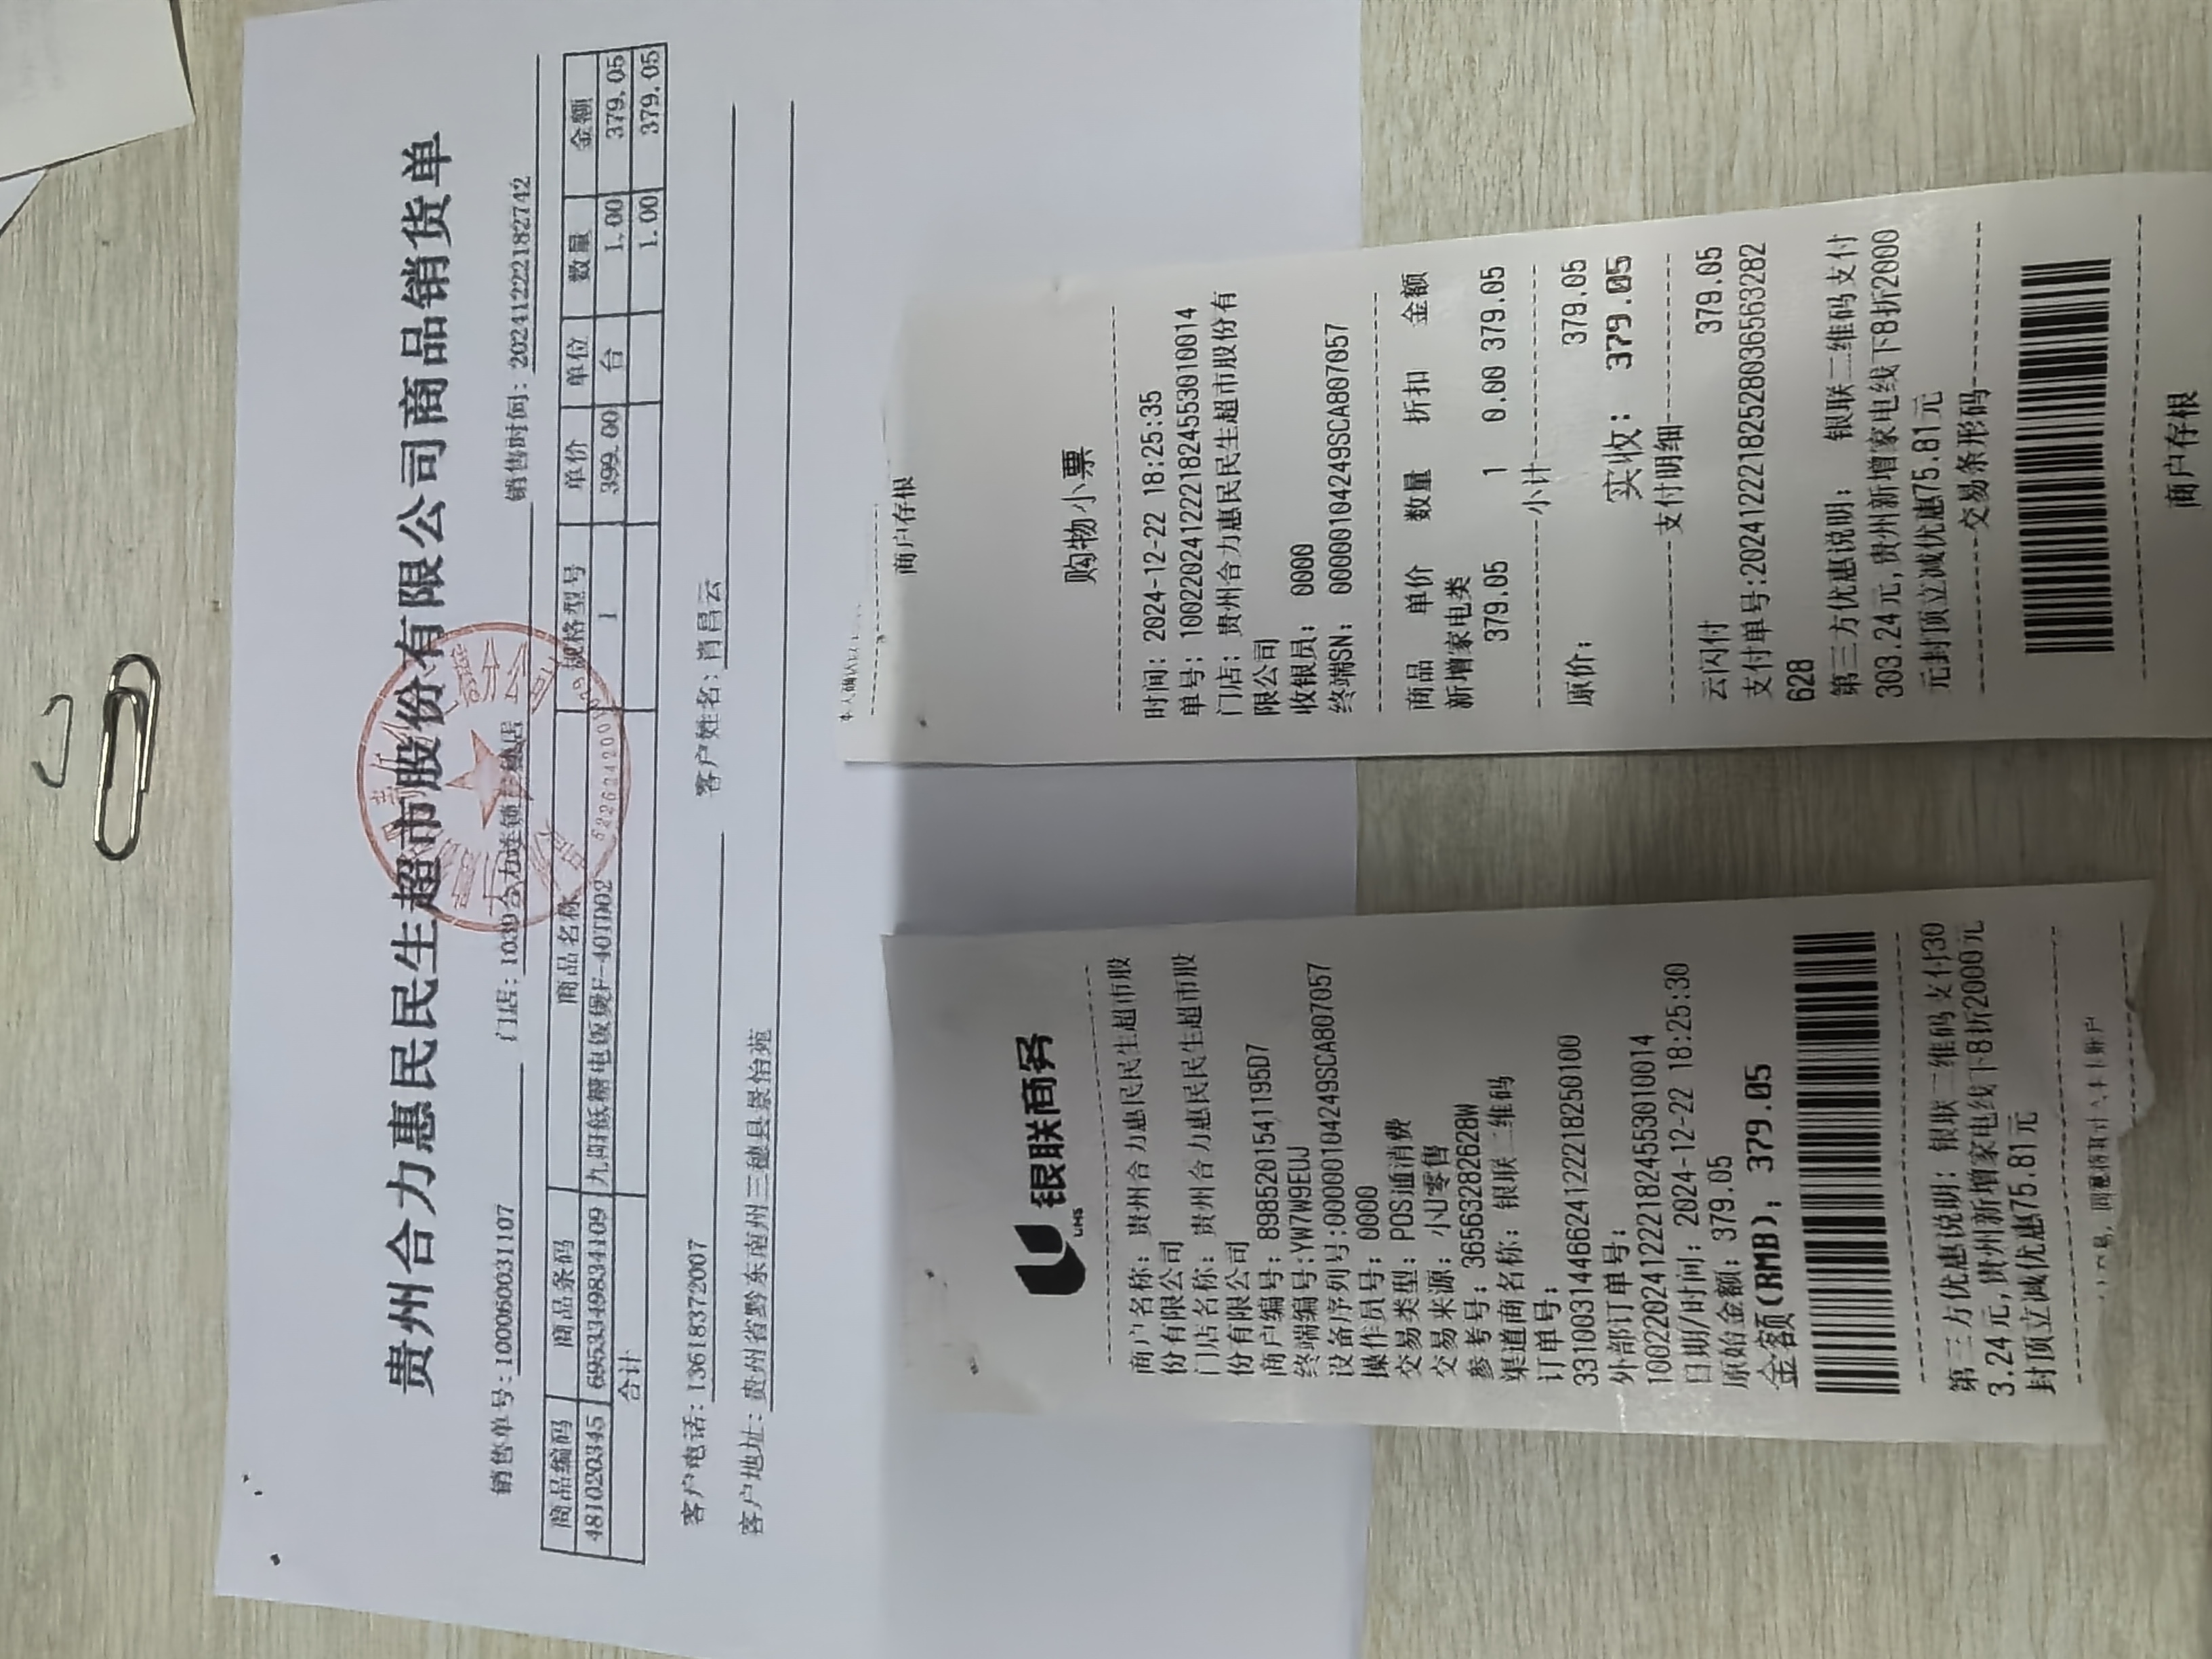 贵州合力惠民民生超市股份有限公司商品销货单
销售单号：100060031107 门店：1039合力连锁三穗店 销售时间：20241222182742
商品编码 商品条码 商品名称 规格型号 单价 单位 数量 金额
481020345 6953349834109 九阳低糖电饭煲F-40TD02 1 399.00 台 1.00 379.05
合计 1.00 379.05
客户电话：13618372007 客户姓名：肖昌云
客户地址：贵州省黔东南州三穗县景怡苑
银联商务
UMS
商户名称：贵州合力惠民民生超市股
份有限公司
门店名称：贵州合力惠民民生超市股
份有限公司
商户编号：8985201541195D7
终端编号：YW7W9EUJ
设备序列号：00000104249SCA807057
操作员号：0000
交易类型：POS通消费
交易来源：小U零售
参考号：36563282628W
渠道商名称：银联二维码
订单号：
33100314466241222182501​00
外部订单号：
10022024122218245530​10014
日期/时间：2024-12-22 18:25:30
原始金额：379.05
金额(RMB)：379.05
第三方优惠说明：银联二维码支付30
3.24元,贵州新增家电线下8折2000元
封顶立减优惠75.81元
商户存根
购物小票
时间：2024-12-22 18:25:35
单号：1002202412221824553010014
门店：贵州合力惠民民生超市股份有
限公司
收银员：0000
终端SN：00000104249SCA807057
商品 单价 数量 折扣 金额
新增家电类
379.05 1 0.00 379.05
小计
原价： 379.05
实收：379.05
支付明细
云闪付 379.05
支付单号:20241222182528036563282
628
第三方优惠说明：银联二维码支付
303.24元,贵州新增家电线下8折2000
元封顶立减优惠75.81元
交易条形码
商户存根